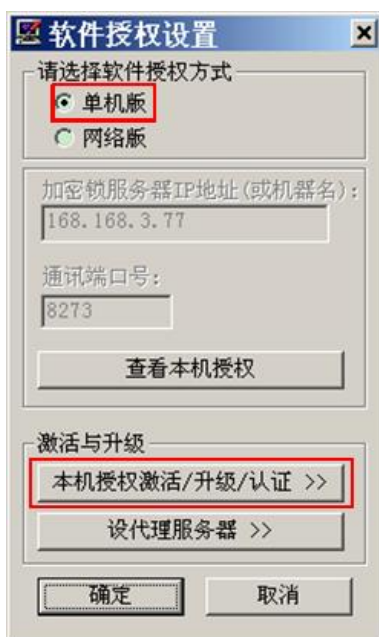 软件授权设置
请选择软件授权方式
单机版
网络版
加密锁服务器IP地址(或机器名):
168.168.3.77
通讯端口号:
8273
查看本机授权
激活与升级
本机授权激活/升级/认证 >>
设代理服务器 >>
确定
取消